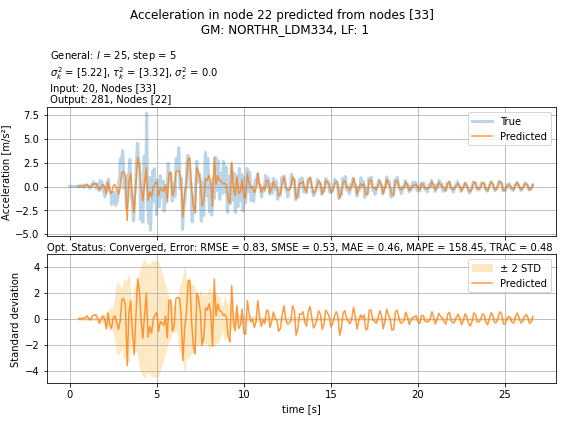 Acceleration in node 22 predicted from nodes [33]
GM: NORTHR_LDM334, LF: 1
General: l = 25, step = 5
σ²ₖ = [5.22], τ²ₖ = [3.32], σ²ε = 0.0
Input: 20, Nodes [33]
Output: 281, Nodes [22]
7.5
5.0
2.5
0.0
−2.5
−5.0
Acceleration [m/s²]
True
Predicted
Opt. Status: Converged, Error: RMSE = 0.83, SMSE = 0.53, MAE = 0.46, MAPE = 158.45, TRAC = 0.48
4
2
0
−2
−4
Standard deviation
± 2 STD
Predicted
0 5 10 15 20 25
time [s]